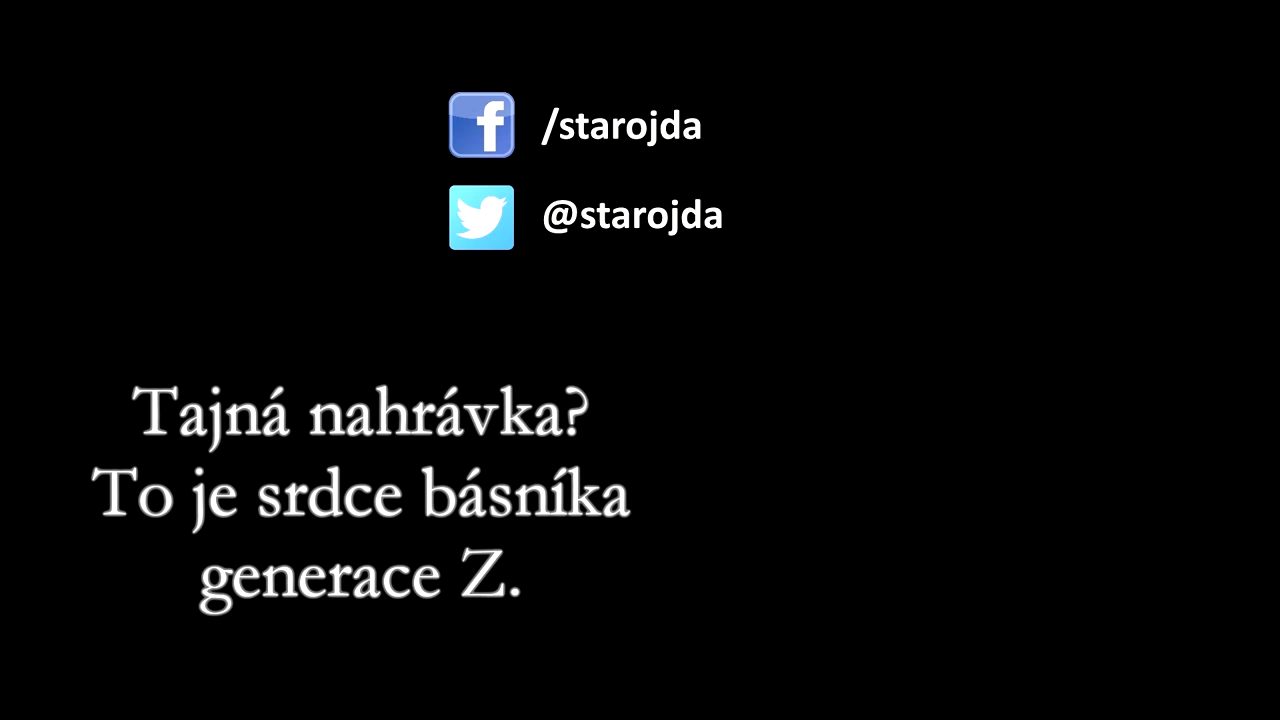 /starojda
@starojda
Tajná nahrávka?
To je srdce básníka
generace Z.